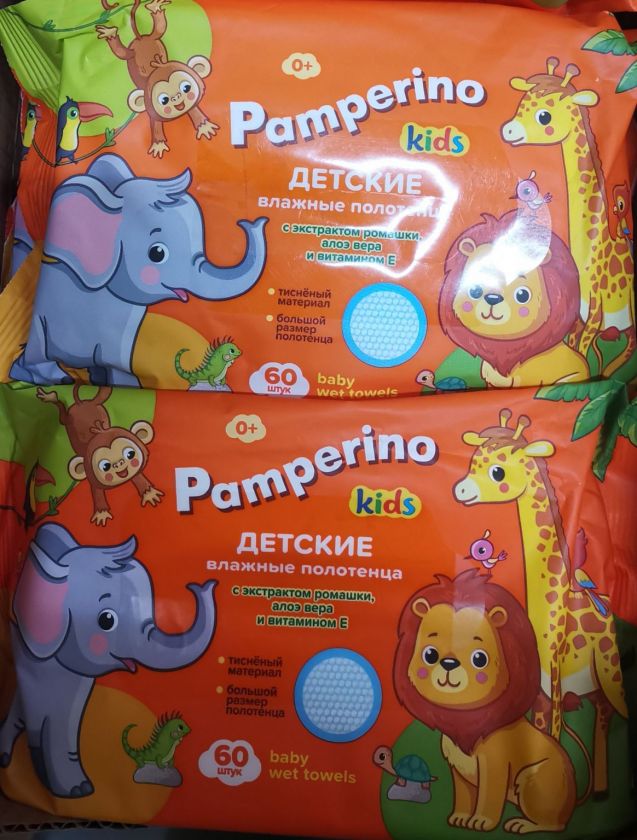 0+
Pamperino
kids
ДЕТСКИЕ
влажные полотенца
с экстрактом ромашки,
алоэ вера
и витамином Е
тиснёный
материал
большой
размер
полотенца
60
штук
baby
wet towels
0+
Pamperino
kids
ДЕТСКИЕ
влажные полотенца
с экстрактом ромашки,
алоэ вера
и витамином Е
тиснёный
материал
большой
размер
полотенца
60
штук
baby
wet towels